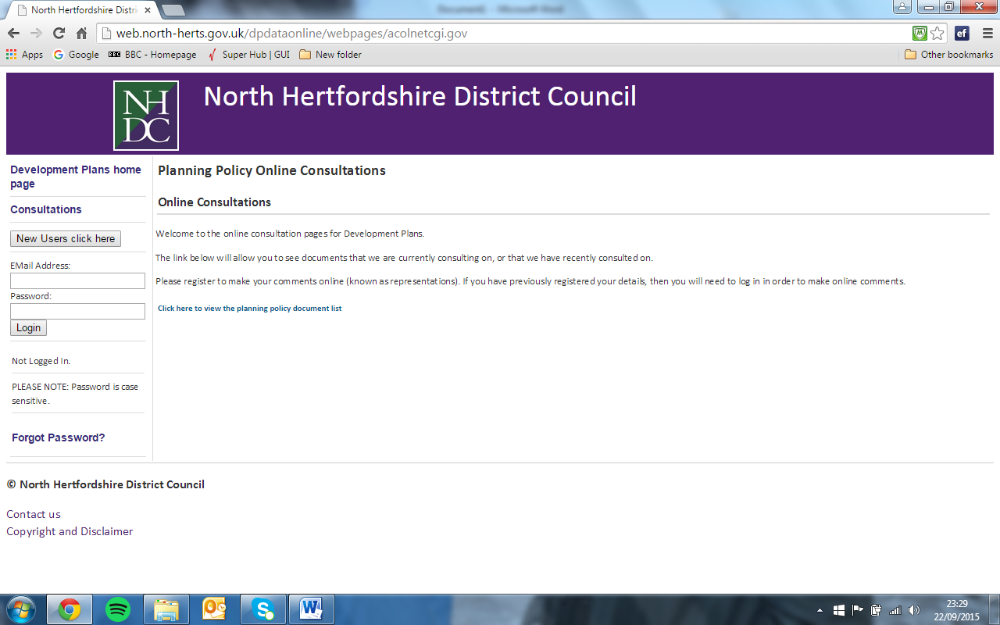 North Hertfordshire Distri
Document1 - Microsoft Word
web.north-herts.gov.uk/dpdataonline/webpages/acolnetcgi.gov
ef
Apps
Google
BBC
BBC - Homepage
Super Hub | GUI
New folder
Other bookmarks
NH
DC
North Hertfordshire District Council
Development Plans home
page
Consultations
New Users click here
EMail Address:
Password:
Login
Not Logged In.
PLEASE NOTE: Password is case
sensitive.
Forgot Password?
Planning Policy Online Consultations
Online Consultations
Welcome to the online consultation pages for Development Plans.
The link below will allow you to see documents that we are currently consulting on, or that we have recently consulted on.
Please register to make your comments online (known as representations). If you have previously registered your details, then you will need to log in in order to make online comments.
Click here to view the planning policy document list
© North Hertfordshire District Council
Contact us
Copyright and Disclaimer
23:29
22/09/2015